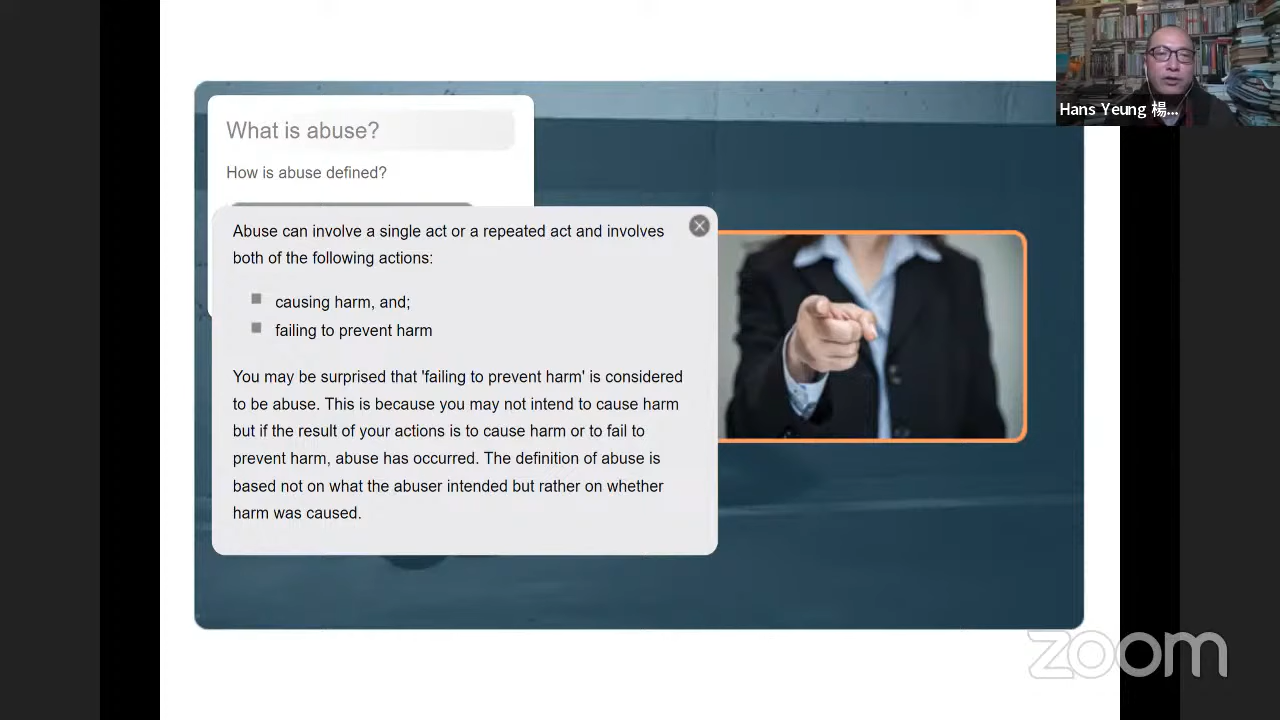 What is abuse?
How is abuse defined?
Abuse can involve a single act or a repeated act and involves
both of the following actions:
causing harm, and;
failing to prevent harm
You may be surprised that 'failing to prevent harm' is considered
to be abuse. This is because you may not intend to cause harm
but if the result of your actions is to cause harm or to fail to
prevent harm, abuse has occurred. The definition of abuse is
based not on what the abuser intended but rather on whether
harm was caused.
Hans Yeung 楊...
zoom